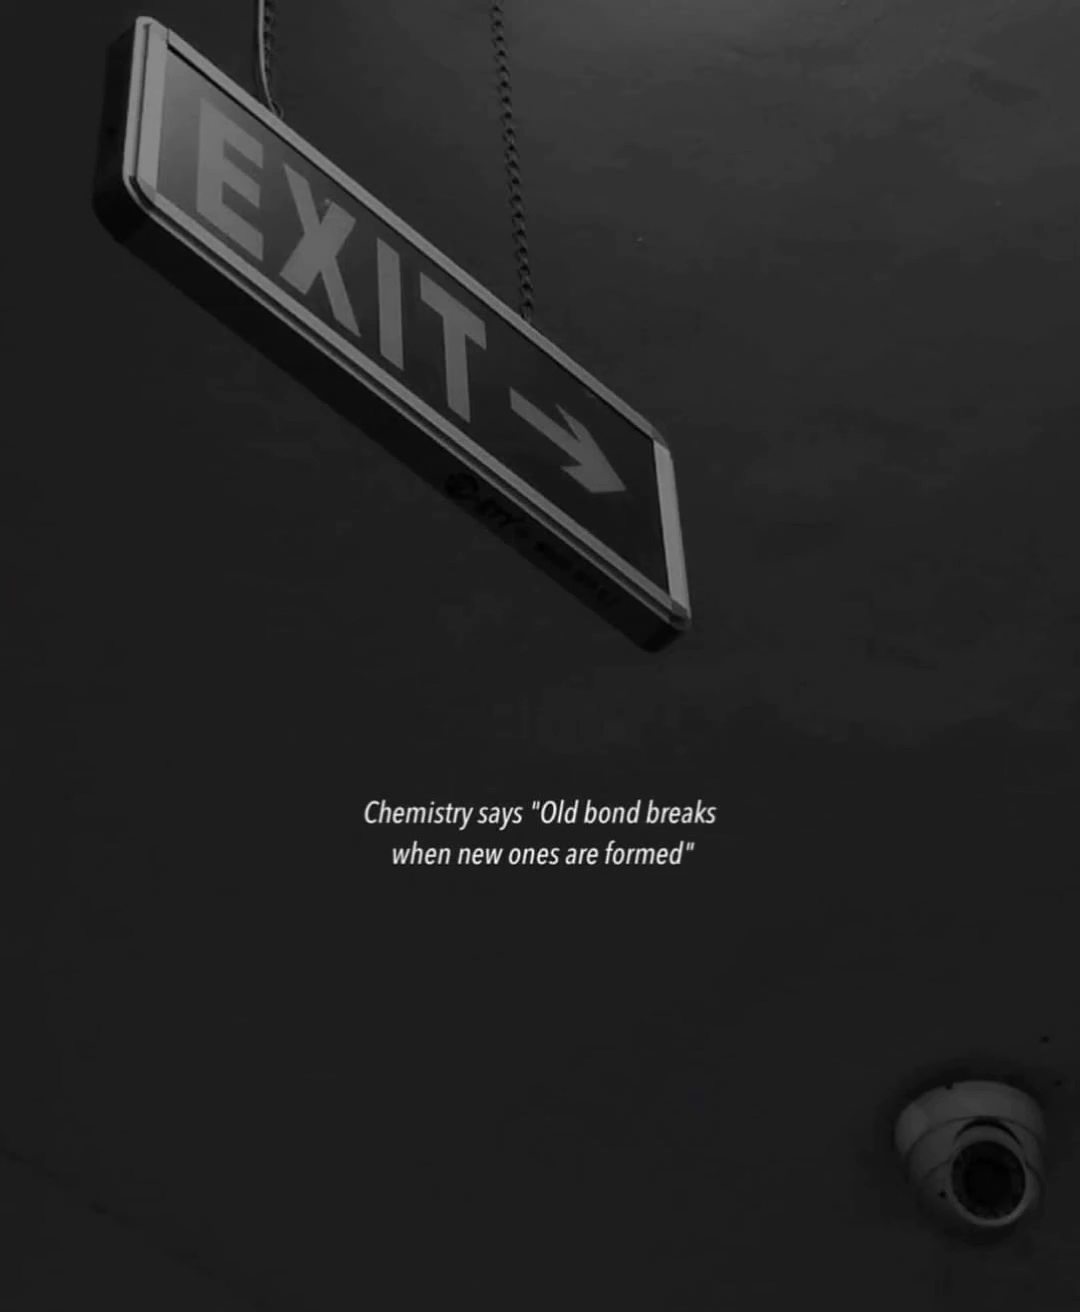 EXIT →
Chemistry says "Old bond breaks
when new ones are formed"